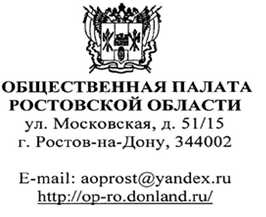 ОБЩЕСТВЕННАЯ ПАЛАТА
РОСТОВСКОЙ ОБЛАСТИ
ул. Московская, д. 51/15
г. Ростов-на-Дону, 344002
E-mail: aoprost@yandex.ru
http://op-ro.donland.ru/